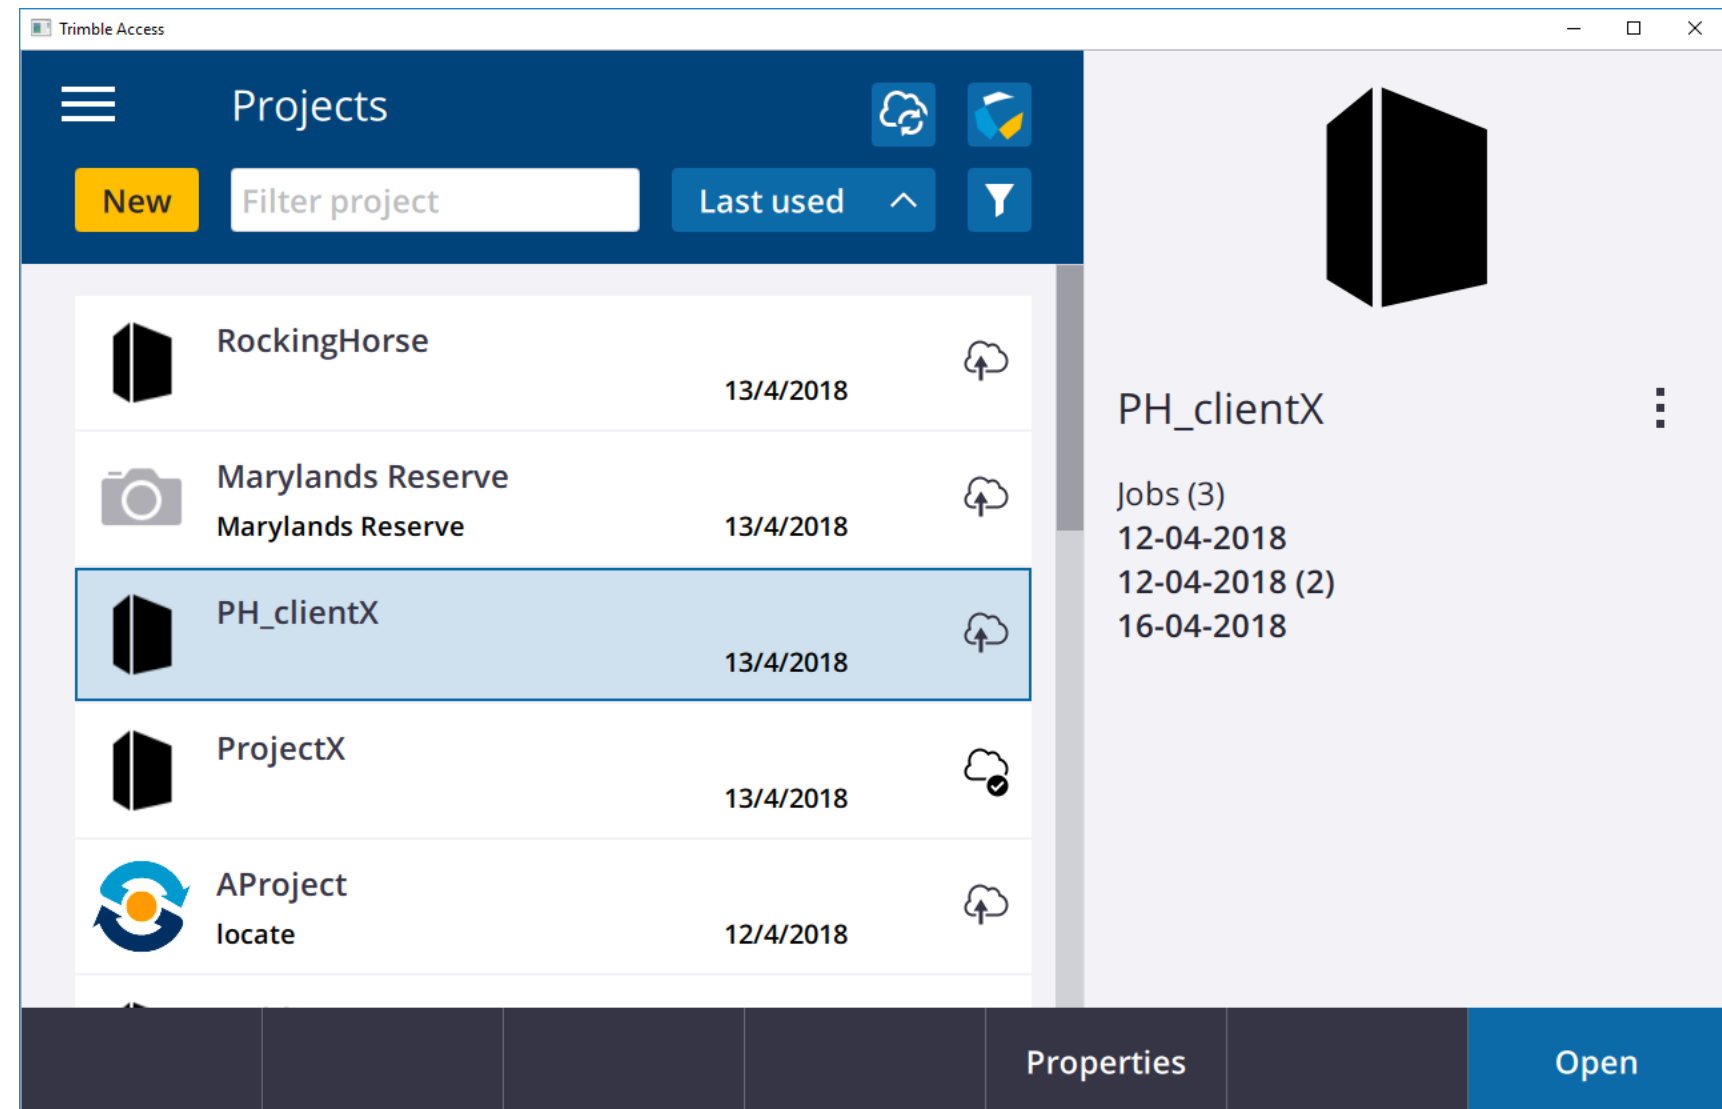 Trimble Access
Projects
New
Filter project
Last used
RockingHorse
13/4/2018
Marylands Reserve
Marylands Reserve
13/4/2018
PH_clientX
13/4/2018
ProjectX
13/4/2018
AProject
locate
12/4/2018
PH_clientX
Jobs (3)
12-04-2018
12-04-2018 (2)
16-04-2018
Properties
Open